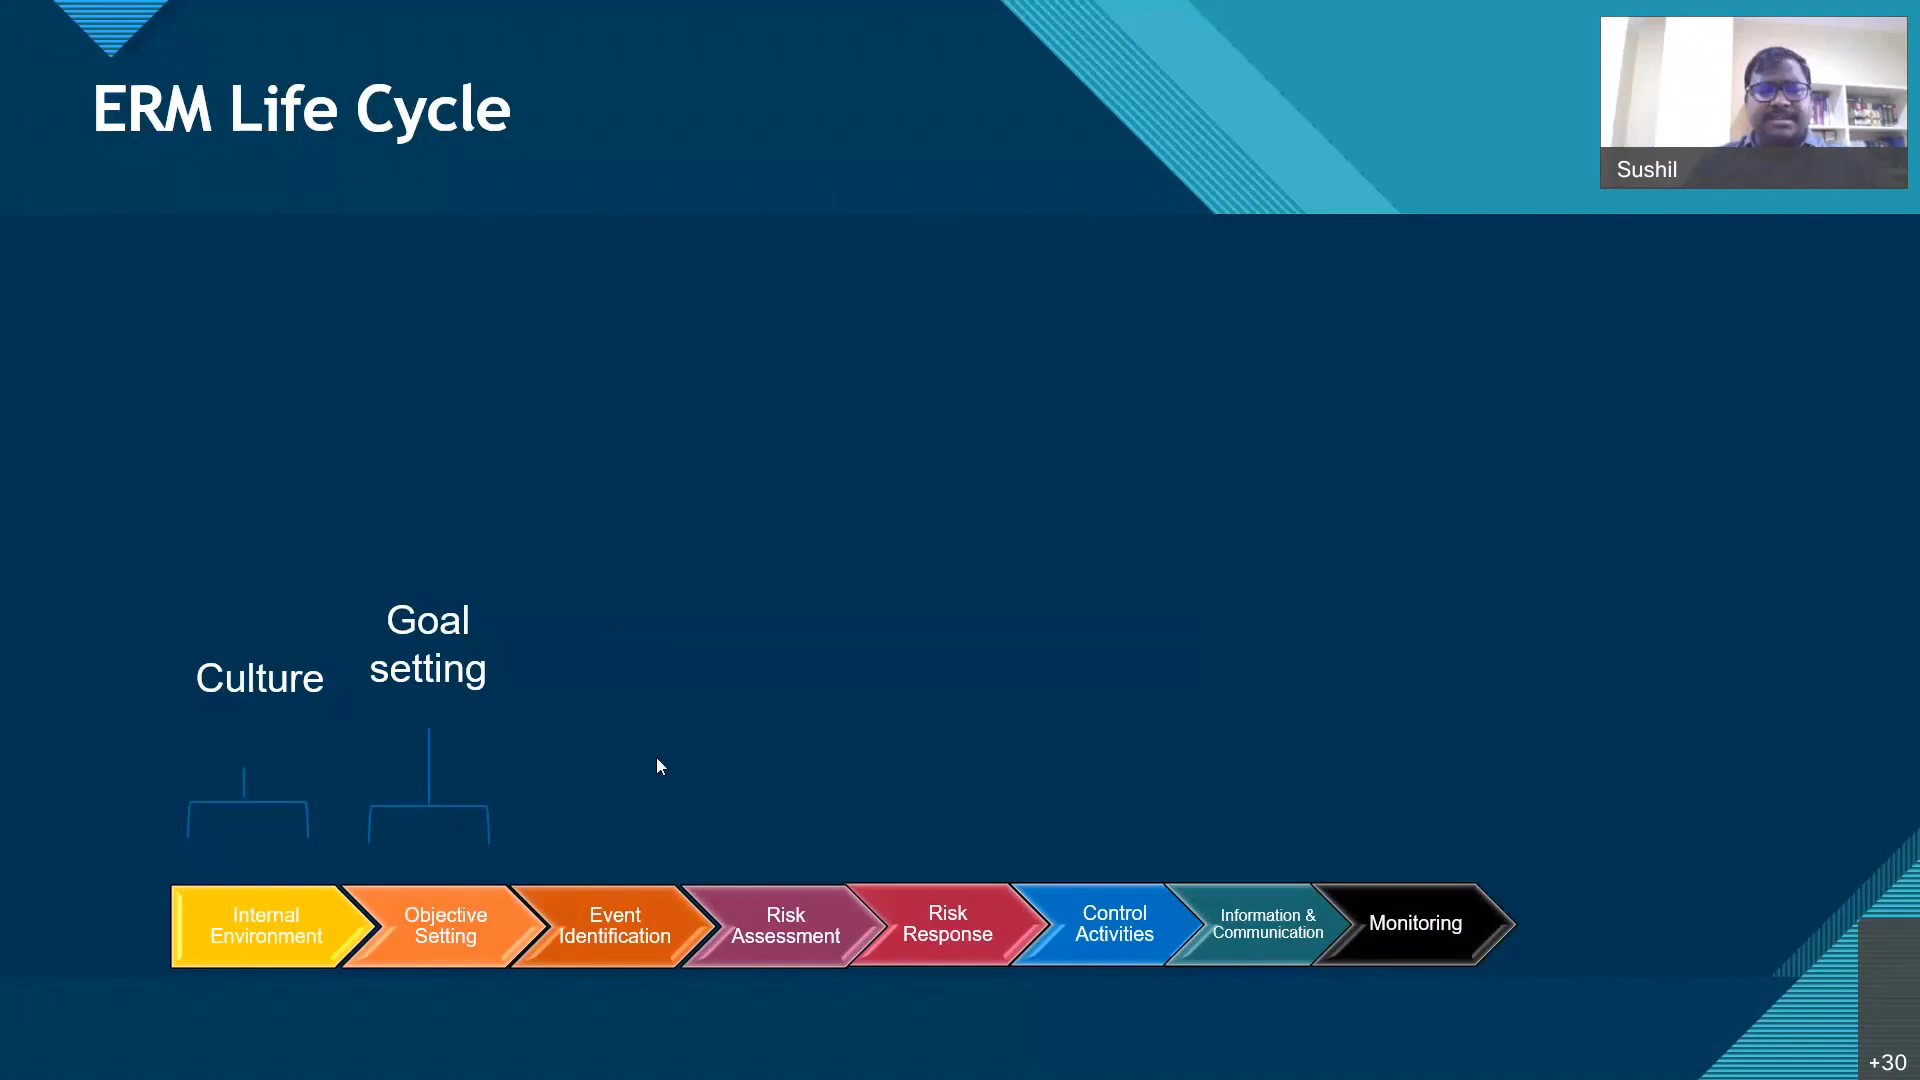 ERM Life Cycle
Sushil
Goal
setting
Culture
Internal
Environment
Objective
Setting
Event
Identification
Risk
Assessment
Risk
Response
Control
Activities
Information &
Communication
Monitoring
+30